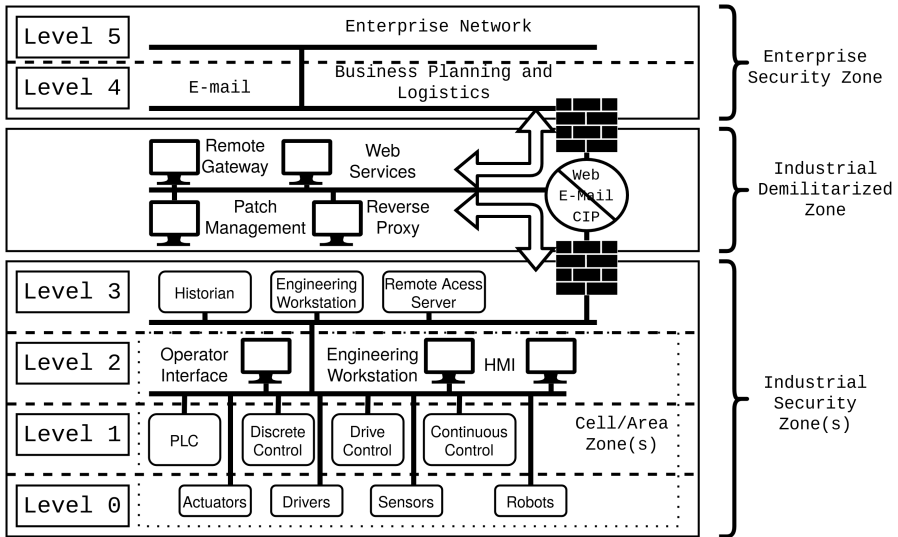 Level 5
Enterprise Network
Level 4
E-mail
Business Planning and
Logistics
Enterprise
Security Zone
Remote
Gateway
Web
Services
Patch
Management
Reverse
Proxy
Web
E-Mail
CIP
Industrial
Demilitarized
Zone
Level 3
Historian
Engineering
Workstation
Remote Acess
Server
Level 2
Operator
Interface
Engineering
Workstation
HMI
Level 1
PLC
Discrete
Control
Drive
Control
Continuous
Control
Cell/Area
Zone(s)
Level 0
Actuators
Drivers
Sensors
Robots
Industrial
Security
Zone(s)